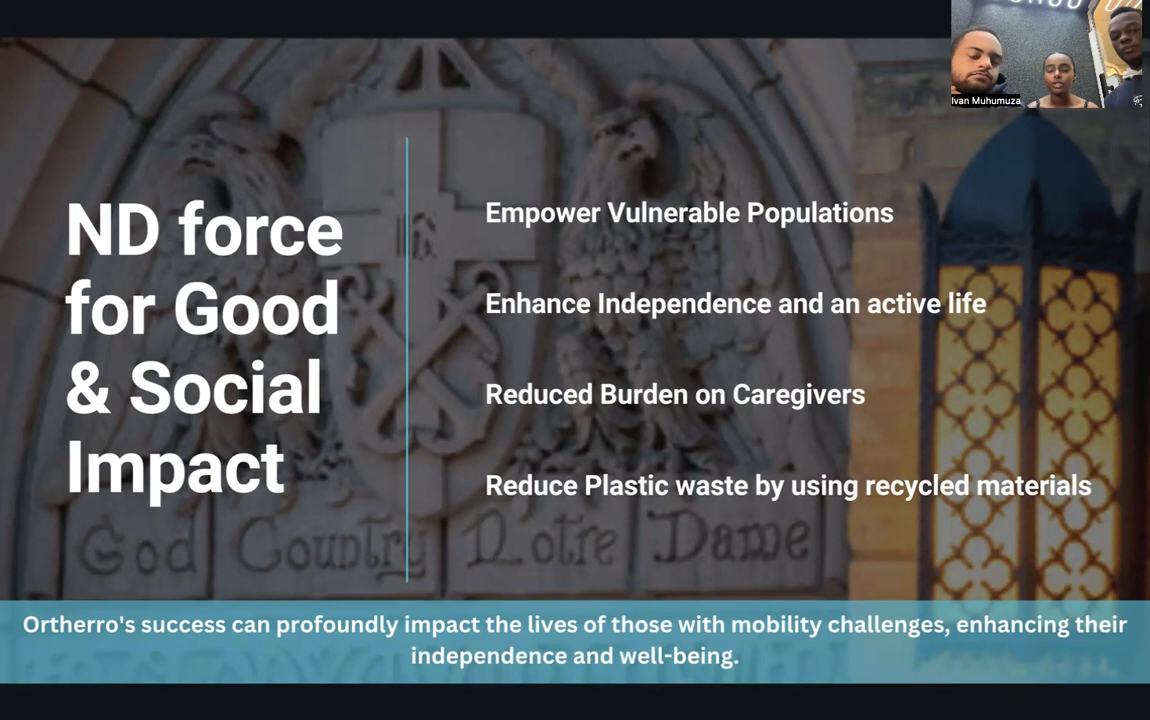 Ivan Muhumuza
ND force
for Good
& Social
Impact
Empower Vulnerable Populations
Enhance Independence and an active life
Reduced Burden on Caregivers
Reduce Plastic waste by using recycled materials
God Country Notre Dame
Ortherro's success can profoundly impact the lives of those with mobility challenges, enhancing their
independence and well-being.